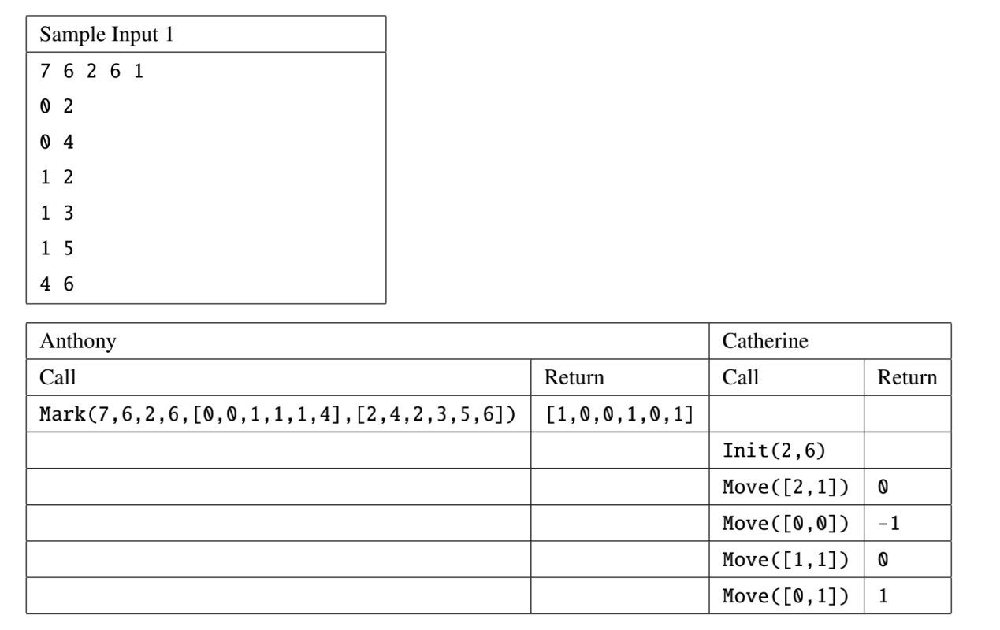 Sample Input 1
7 6 2 6 1
0 2
0 4
1 2
1 3
1 5
4 6
Anthony Catherine
Call Return Call Return
Mark(7,6,2,6,[0,0,1,1,1,4],[2,4,2,3,5,6]) [1,0,0,1,0,1]
Init(2,6)
Move([2,1]) 0
Move([0,0]) -1
Move([1,1]) 0
Move([0,1]) 1